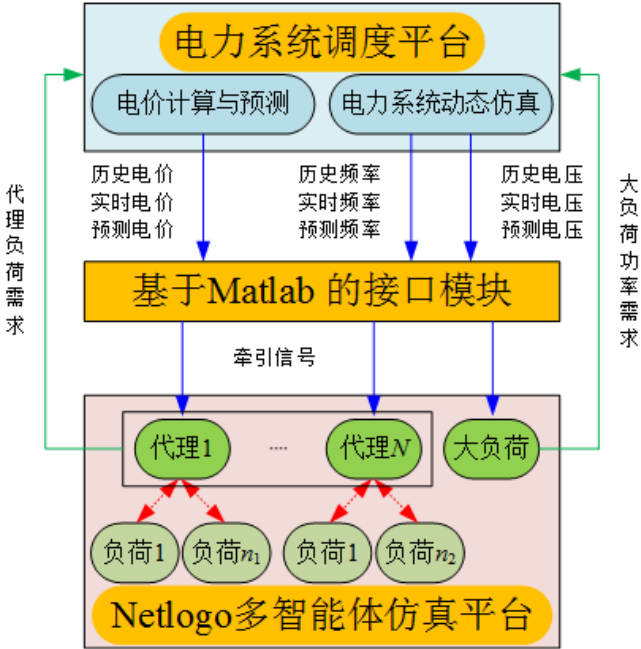 电力系统调度平台
电价计算与预测
电力系统动态仿真
历史电价
实时电价
预测电价
历史频率
实时频率
预测频率
历史电压
实时电压
预测电压
代理负荷需求
大负荷功率需求
基于Matlab 的接口模块
牵引信号
代理1
....
代理N
大负荷
负荷1
负荷n1
负荷1
负荷n2
Netlogo多智能体仿真平台